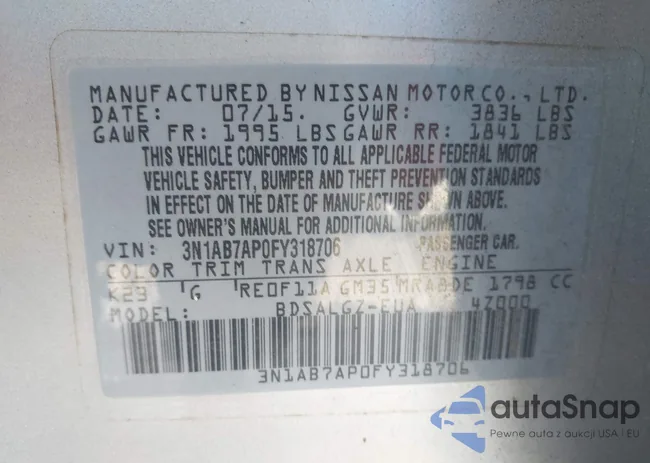 MANUFACTURED BY NISSAN MOTOR CO., LTD.
DATE: 07/15. GVWR: 3836 LBS
GAWR FR: 1995 LBS GAWR RR: 1841 LBS
THIS VEHICLE CONFORMS TO ALL APPLICABLE FEDERAL MOTOR
VEHICLE SAFETY, BUMPER AND THEFT PREVENTION STANDARDS
IN EFFECT ON THE DATE OF MANUFACTURE SHOWN ABOVE.
SEE OWNER'S MANUAL FOR ADDITIONAL INFORMATION.
VIN: 3N1AB7AP0FY318706 PASSENGER CAR.
COLOR TRIM TRANS AXLE ENGINE
K23 G RE0F11A GM35 MRA8DE 1798 CC
MODEL: BDSALGZ-EUA 4Z000
3N1AB7AP0FY318706
autaSnap
Pewne auta z aukcji USA i EU